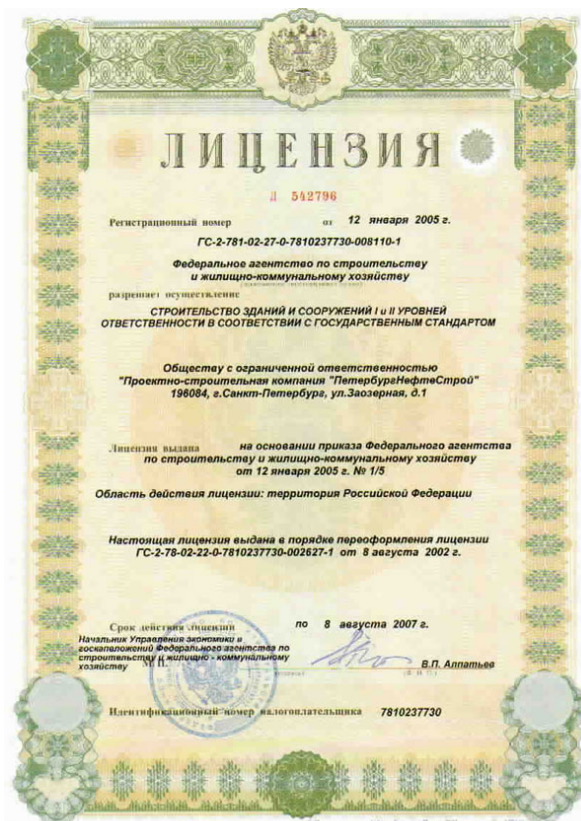 ЛИЦЕНЗИЯ
Д 542796
Регистрационный номер от 12 января 2005 г.
ГС-2-781-02-27-0-7810237730-008110-1
Федеральное агентство по строительству
и жилищно-коммунальному хозяйству
разрешает осуществление
СТРОИТЕЛЬСТВО ЗДАНИЙ И СООРУЖЕНИЙ I и II УРОВНЕЙ
ОТВЕТСТВЕННОСТИ В СООТВЕТСТВИИ С ГОСУДАРСТВЕННЫМ СТАНДАРТОМ
Обществу с ограниченной ответственностью
"Проектно-строительная компания "ПетербургНефтеСтрой"
196084, г.Санкт-Петербург, ул.Заозерная, д.1
Лицензия выдана на основании приказа Федерального агентства
по строительству и жилищно-коммунальному хозяйству
от 12 января 2005 г. № 1/5
Область действия лицензии: территория Российской Федерации
Настоящая лицензия выдана в порядке переоформления лицензии
ГС-2-78-02-22-0-7810237730-002627-1 от 8 августа 2002 г.
Срок действия лицензии по 8 августа 2007 г.
Начальник Управления экономики и
госкаположений Федерального агентства по
строительству и жилищно - коммунальному
хозяйству М.П. В.П. Алпатьев
(Ф. И. О.)
Идентификационный номер налогоплательщика 7810237730